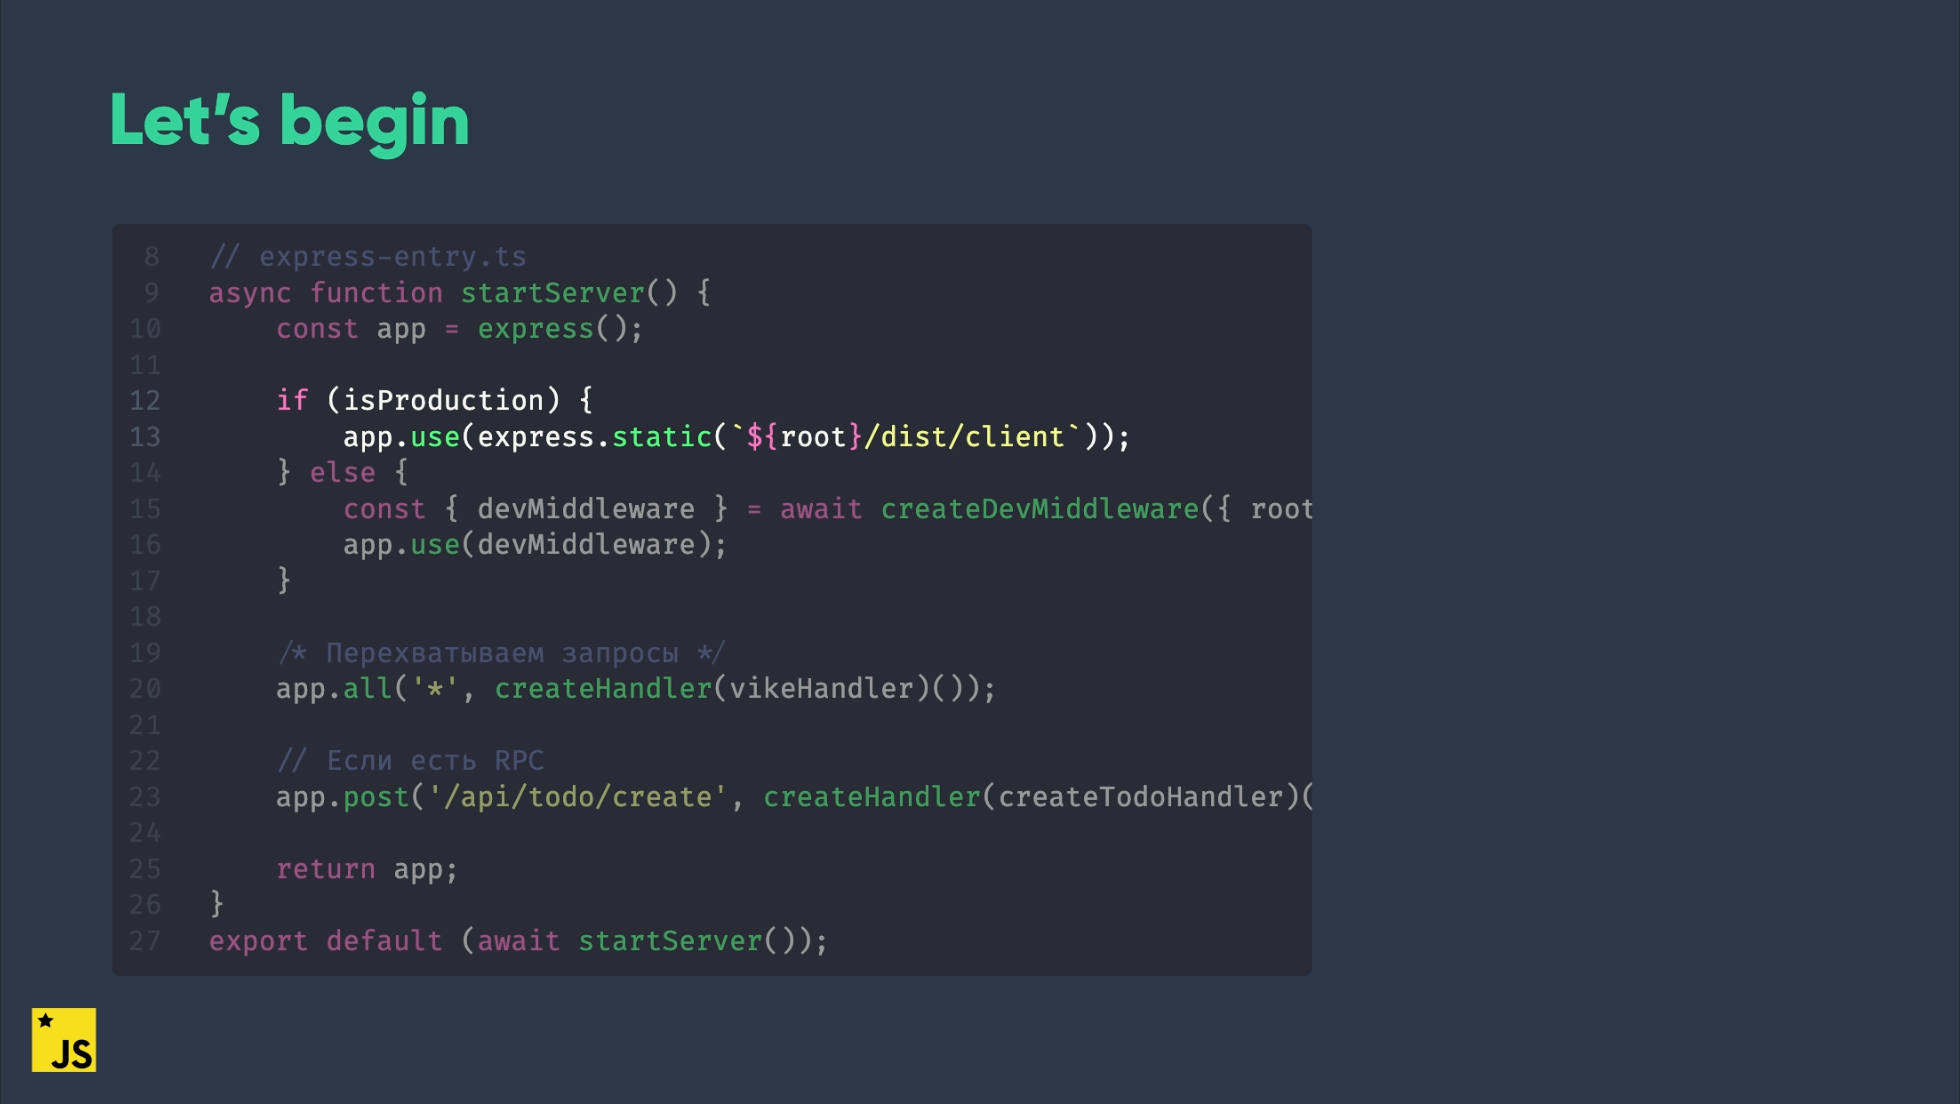 Let’s begin
8 // express-entry.ts
9 async function startServer() {
10     const app = express();
11
12     if (isProduction) {
13         app.use(express.static(`${root}/dist/client`));
14     } else {
15         const { devMiddleware } = await createDevMiddleware({ root
16         app.use(devMiddleware);
17     }
18
19     /* Перехватываем запросы */
20     app.all('*', createHandler(vikeHandler)());
21
22     // Если есть RPC
23     app.post('/api/todo/create', createHandler(createTodoHandler)(
24
25     return app;
26 }
27 export default (await startServer());
JS